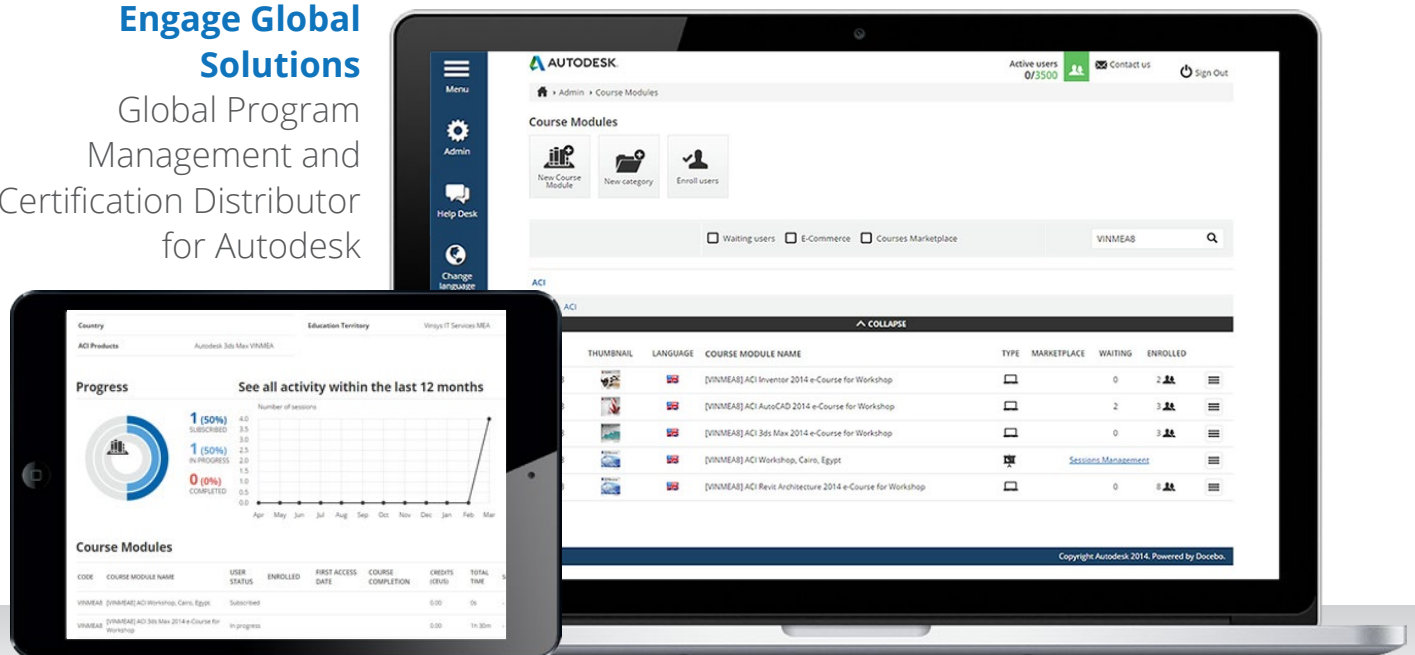 Engage Global
Solutions
Global Program
Management and
Certification Distributor
for Autodesk
Menu
Admin
Help Desk
Change
language
AUTODESK
Active users
0/3500
Contact us
Sign Out
Admin Course Modules
Course Modules
New Course
Module
New category
Enroll users
Waiting users E-Commerce Courses Marketplace
VINMEA8
ACI
ACI
COLLAPSE
THUMBNAIL LANGUAGE COURSE MODULE NAME TYPE MARKETPLACE WAITING ENROLLED
[VINMEA8] ACI Inventor 2014 e-Course for Workshop 0 2
[VINMEA8] ACI AutoCAD 2014 e-Course for Workshop 2 3
[VINMEA8] ACI 3ds Max 2014 e-Course for Workshop 0 3
[VINMEA8] ACI Workshop, Cairo, Egypt Sessions Management
[VINMEA8] ACI Revit Architecture 2014 e-Course for Workshop 0 8
Copyright Autodesk 2014. Powered by Docebo.
Country Education Territory Vinsys IT Services MEA
ACI Products Autodesk 3ds Max VINMEA
Progress
1 (50%)
SUBSCRIBED
1 (50%)
IN PROGRESS
0 (0%)
COMPLETED
See all activity within the last 12 months
Number of sessions
4.0
3.5
3.0
2.5
2.0
1.5
1.0
0.5
0.0
Apr May Jun Jul Aug Sep Oct Nov Dec Jan Feb Mar
Course Modules
CODE COURSE MODULE NAME USER STATUS ENROLLED FIRST ACCESS DATE COURSE COMPLETION CREDITS (CEUS) TOTAL TIME
VINMEA8 [VINMEA8] ACI Workshop, Cairo, Egypt Subscribed 0.00 0s -
VINMEA8 [VINMEA8] ACI 3ds Max 2014 e-Course for Workshop In progress 0.00 1h 30m -